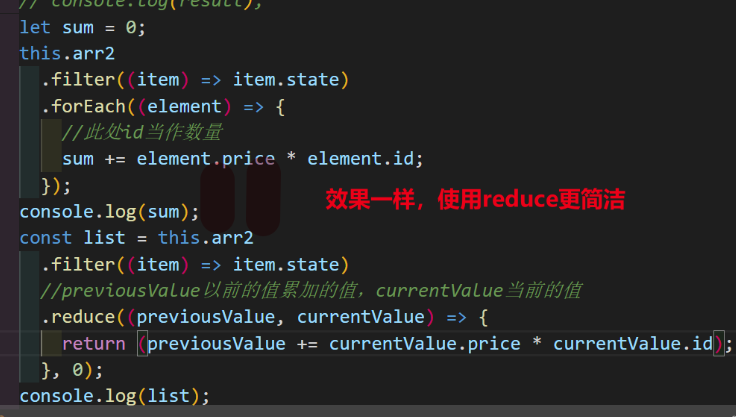 // console.log(result);
let sum = 0;
this.arr2
.filter((item) => item.state)
.forEach((element) => {
//此处id当作数量
sum += element.price * element.id;
});
效果一样，使用reduce更简洁
console.log(sum);
const list = this.arr2
.filter((item) => item.state)
//previousValue以前的值累加的值，currentValue当前的值
.reduce((previousValue, currentValue) => {
return (previousValue += currentValue.price * currentValue.id);
}, 0);
console.log(list);